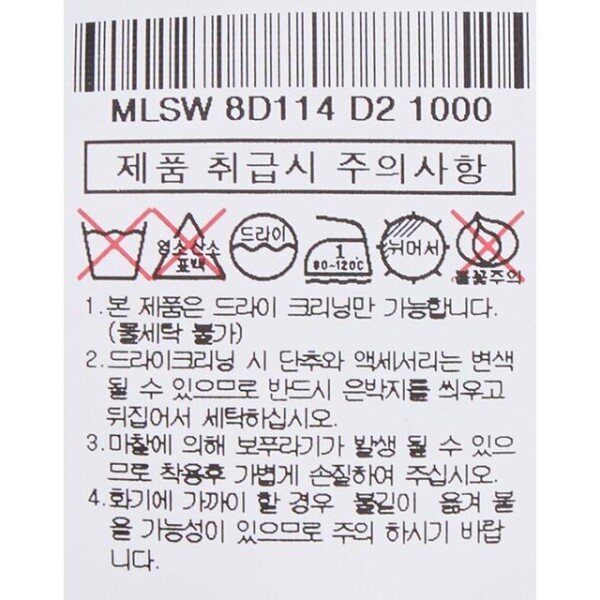 MLSW 8D114 D2 1000
제품 취급시 주의사항
염소산소 드라이 1 뉘어서
표백 80~120℃ 불꽃주의
1. 본 제품은 드라이 크리닝만 가능합니다.
(물세탁 불가)
2. 드라이크리닝 시 단추와 액세서리는 변색
될 수 있으므로 반드시 은박지를 씌우고
뒤집어서 세탁하십시오.
3. 마찰에 의해 보푸라기가 발생 될 수 있으
므로 착용후 가볍게 손질하여 주십시오.
4. 화기에 가까이 할 경우 불길이 옮겨 붙
을 가능성이 있으므로 주의 하시기 바랍
니다.